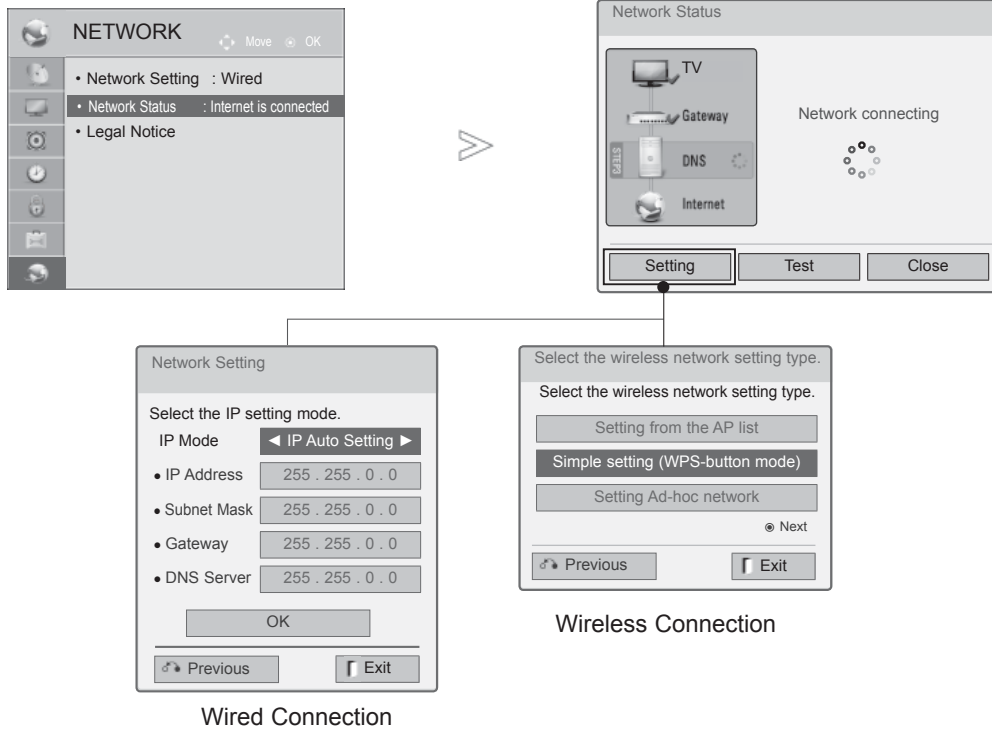 NETWORK
Move ◉ OK
• Network Setting : Wired
• Network Status : Internet is connected
• Legal Notice
Network Status
TV
Gateway
STEP3
DNS
Internet
Network connecting
Setting
Test
Close
Network Setting
Select the IP setting mode.
IP Mode ◄ IP Auto Setting ►
● IP Address 255 . 255 . 0 . 0
● Subnet Mask 255 . 255 . 0 . 0
● Gateway 255 . 255 . 0 . 0
● DNS Server 255 . 255 . 0 . 0
OK
Previous
Exit
Wired Connection
Select the wireless network setting type.
Select the wireless network setting type.
Setting from the AP list
Simple setting (WPS-button mode)
Setting Ad-hoc network
◉ Next
Previous
Exit
Wireless Connection